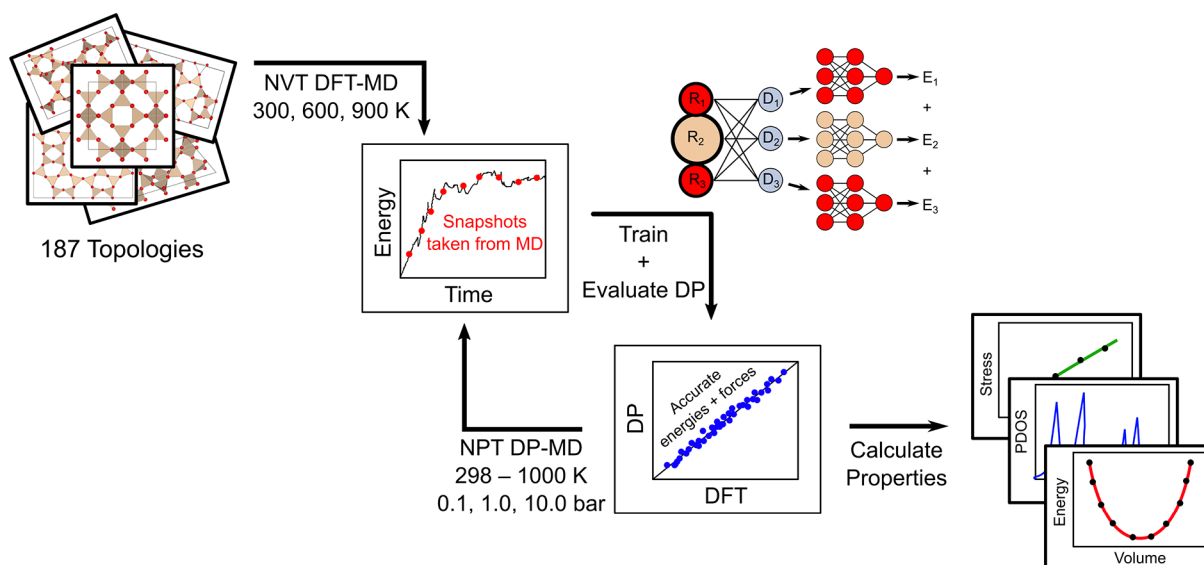 NVT DFT-MD
300, 600, 900 K
187 Topologies
Energy
Snapshots
taken from MD
Time
R1
R2
R3
D1
D2
D3
E1
+
E2
+
E3
Train
+
Evaluate DP
NPT DP-MD
298 – 1000 K
0.1, 1.0, 10.0 bar
DP
Accurate
energies + forces
DFT
Calculate
Properties
Stress
PDOS
Energy
Volume